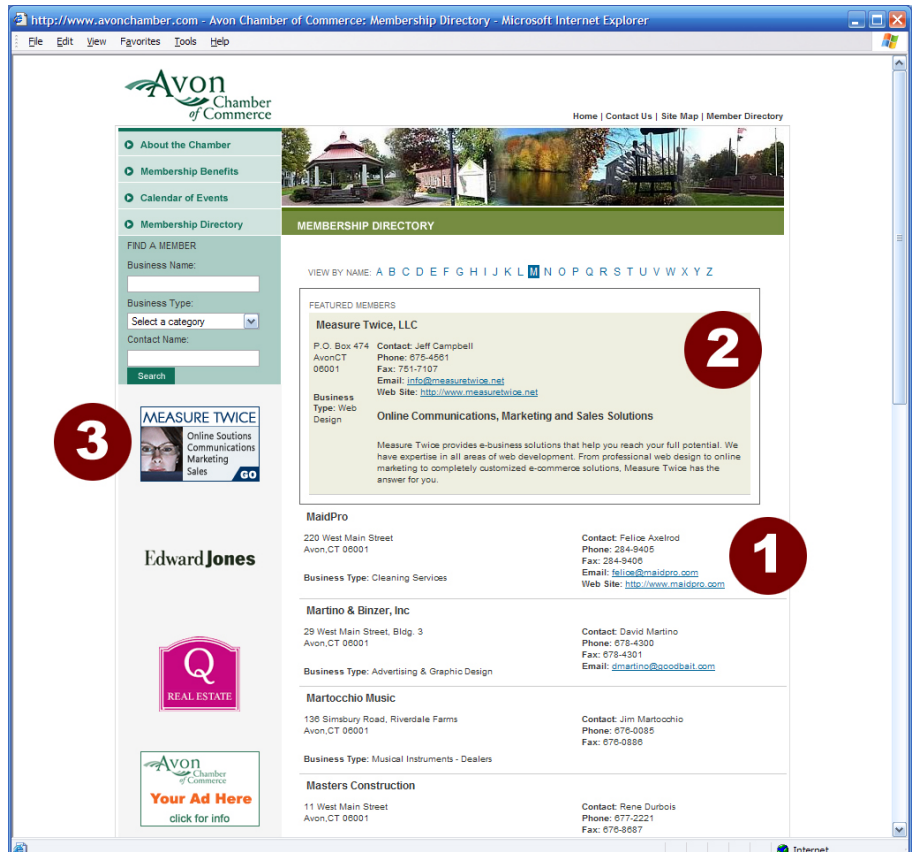 http://www.avonchamber.com - Avon Chamber of Commerce: Membership Directory - Microsoft Internet Explorer
File Edit View Favorites Tools Help
Avon
Chamber
of Commerce
Home | Contact Us | Site Map | Member Directory
About the Chamber
Membership Benefits
Calendar of Events
Membership Directory
MEMBERSHIP DIRECTORY
FIND A MEMBER
Business Name:
Business Type:
Select a category
Contact Name:
Search
VIEW BY NAME: A B C D E F G H I J K L M N O P Q R S T U V W X Y Z
FEATURED MEMBERS
Measure Twice, LLC
P.O. Box 474
AvonCT
06001
Business
Type: Web
Design
Contact: Jeff Campbell
Phone: 675-4561
Fax: 751-7107
Email: info@measuretwice.net
Web Site: http://www.measuretwice.net
Online Communications, Marketing and Sales Solutions
Measure Twice provides e-business solutions that help you reach your full potential. We
have expertise in all areas of web development. From professional web design to online
marketing to completely customized e-commerce solutions, Measure Twice has the
answer for you.
2
3
MEASURE TWICE
Online Soutions
Communications
Marketing
Sales
GO
Edward Jones
Q
REAL ESTATE
Avon
Chamber
of Commerce
Your Ad Here
click for info
MaidPro
220 West Main Street
Avon,CT 06001
Business Type: Cleaning Services
Contact: Felice Axelrod
Phone: 284-9405
Fax: 284-9406
Email: felice@maidpro.com
Web Site: http://www.maidpro.com
1
Martino & Binzer, Inc
29 West Main Street, Bldg. 3
Avon,CT 06001
Business Type: Advertising & Graphic Design
Contact: David Martino
Phone: 678-4300
Fax: 678-4301
Email: dmartino@goodbait.com
Martocchio Music
136 Simsbury Road, Riverdale Farms
Avon,CT 06001
Business Type: Musical Instruments - Dealers
Contact: Jim Martocchio
Phone: 676-0085
Fax: 676-0886
Masters Construction
11 West Main Street
Avon,CT 06001
Contact: Rene Durbois
Phone: 677-2221
Fax: 676-8687
Internet